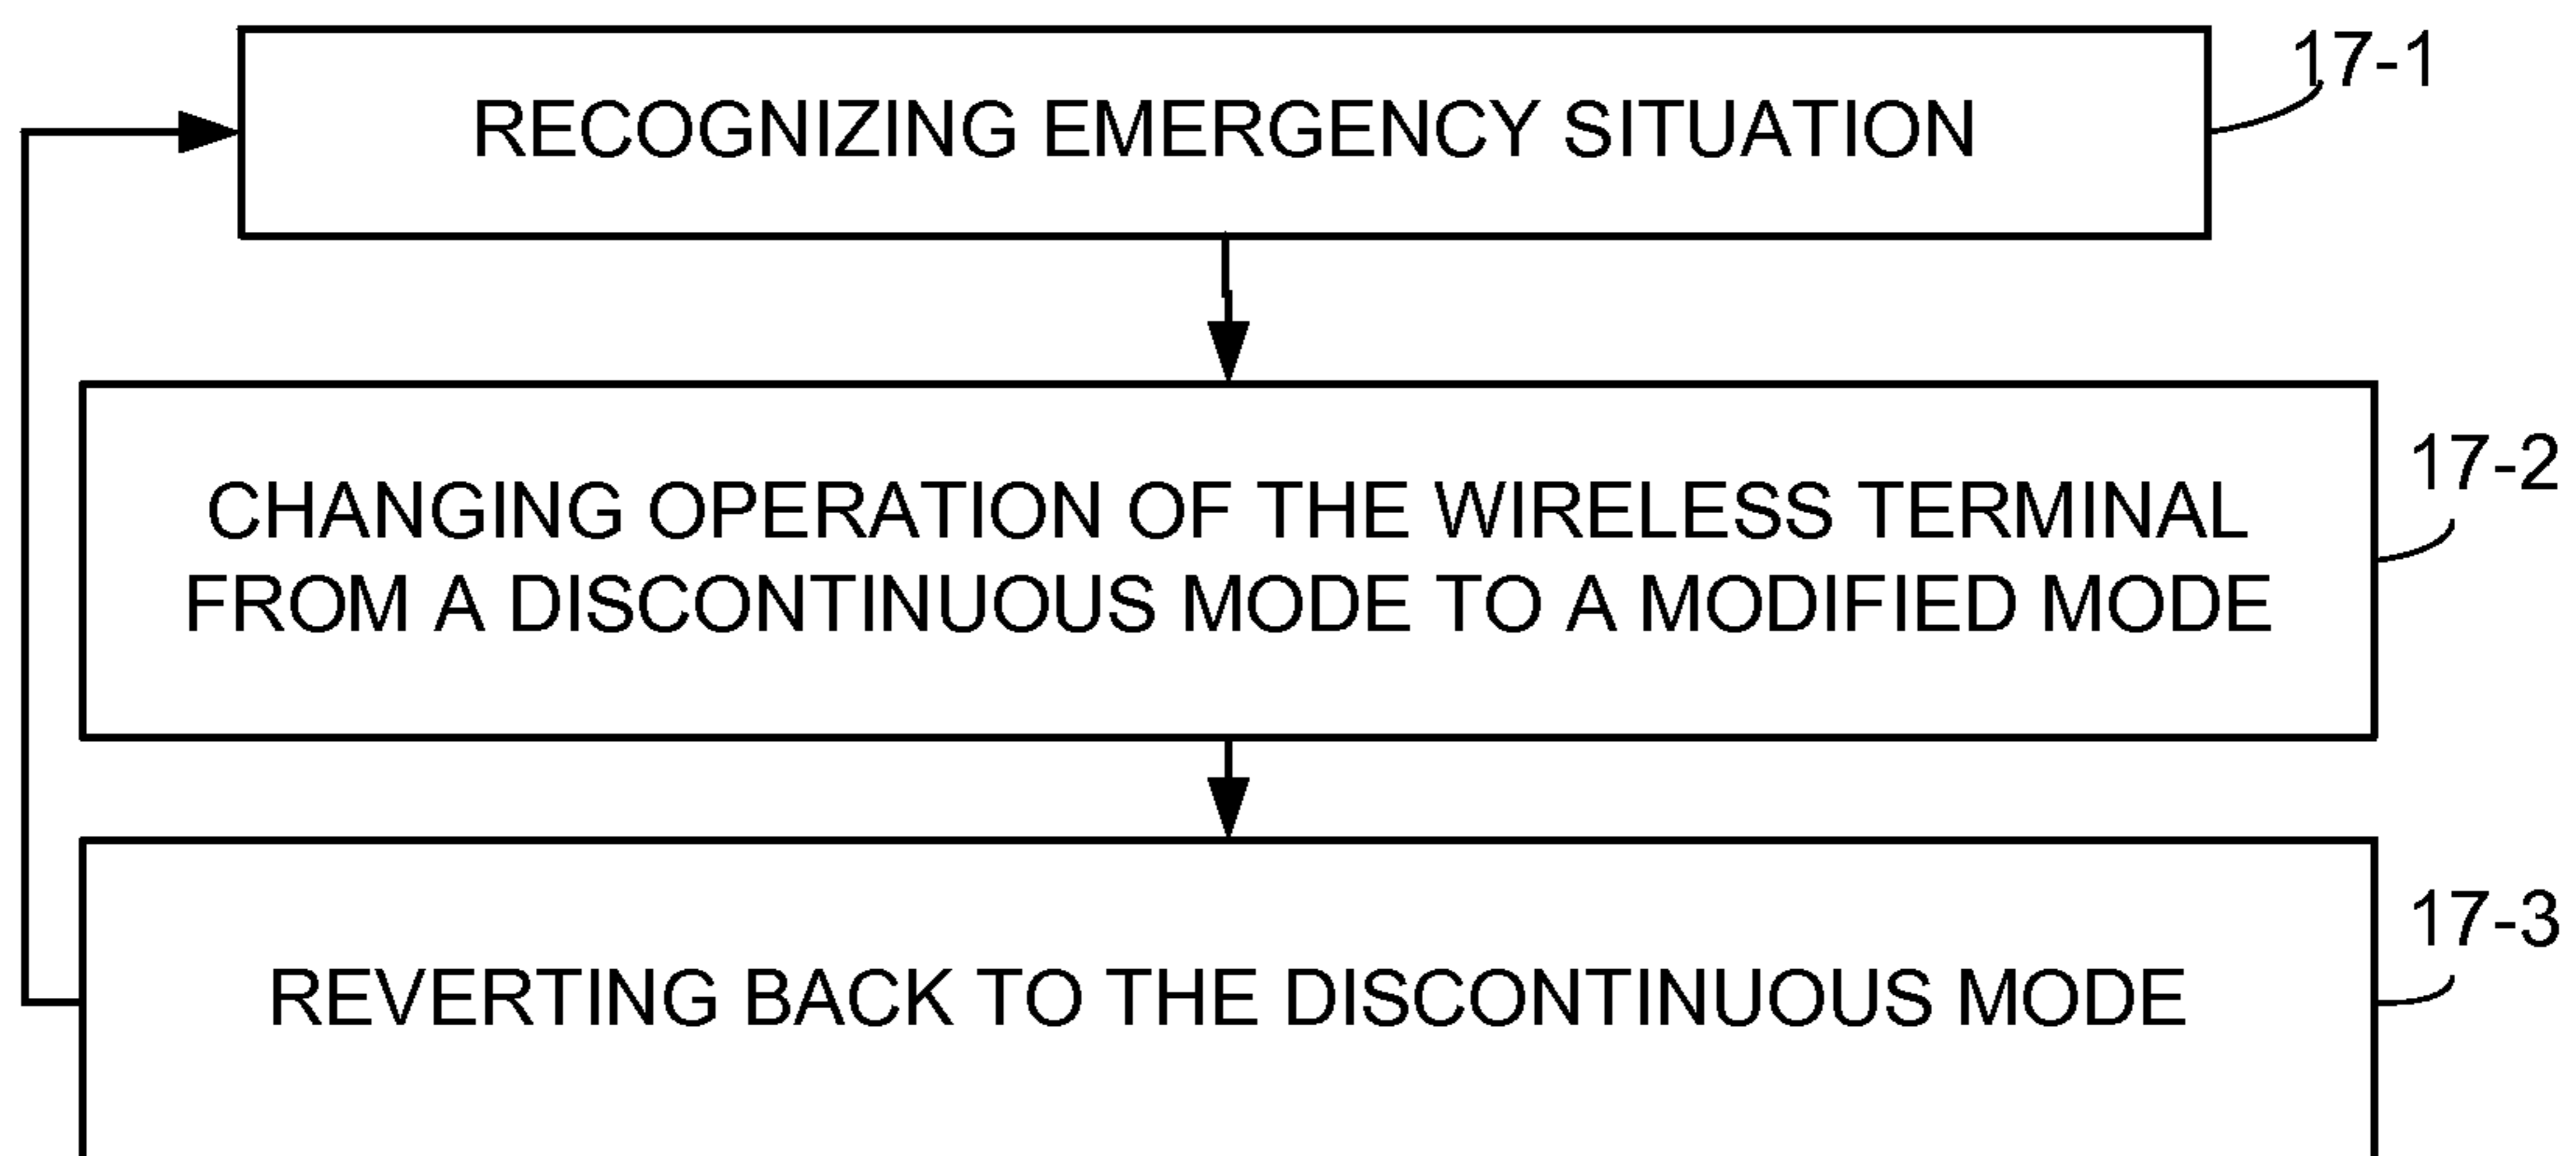 17-1
RECOGNIZING EMERGENCY SITUATION
17-2
CHANGING OPERATION OF THE WIRELESS TERMINAL
FROM A DISCONTINUOUS MODE TO A MODIFIED MODE
17-3
REVERTING BACK TO THE DISCONTINUOUS MODE